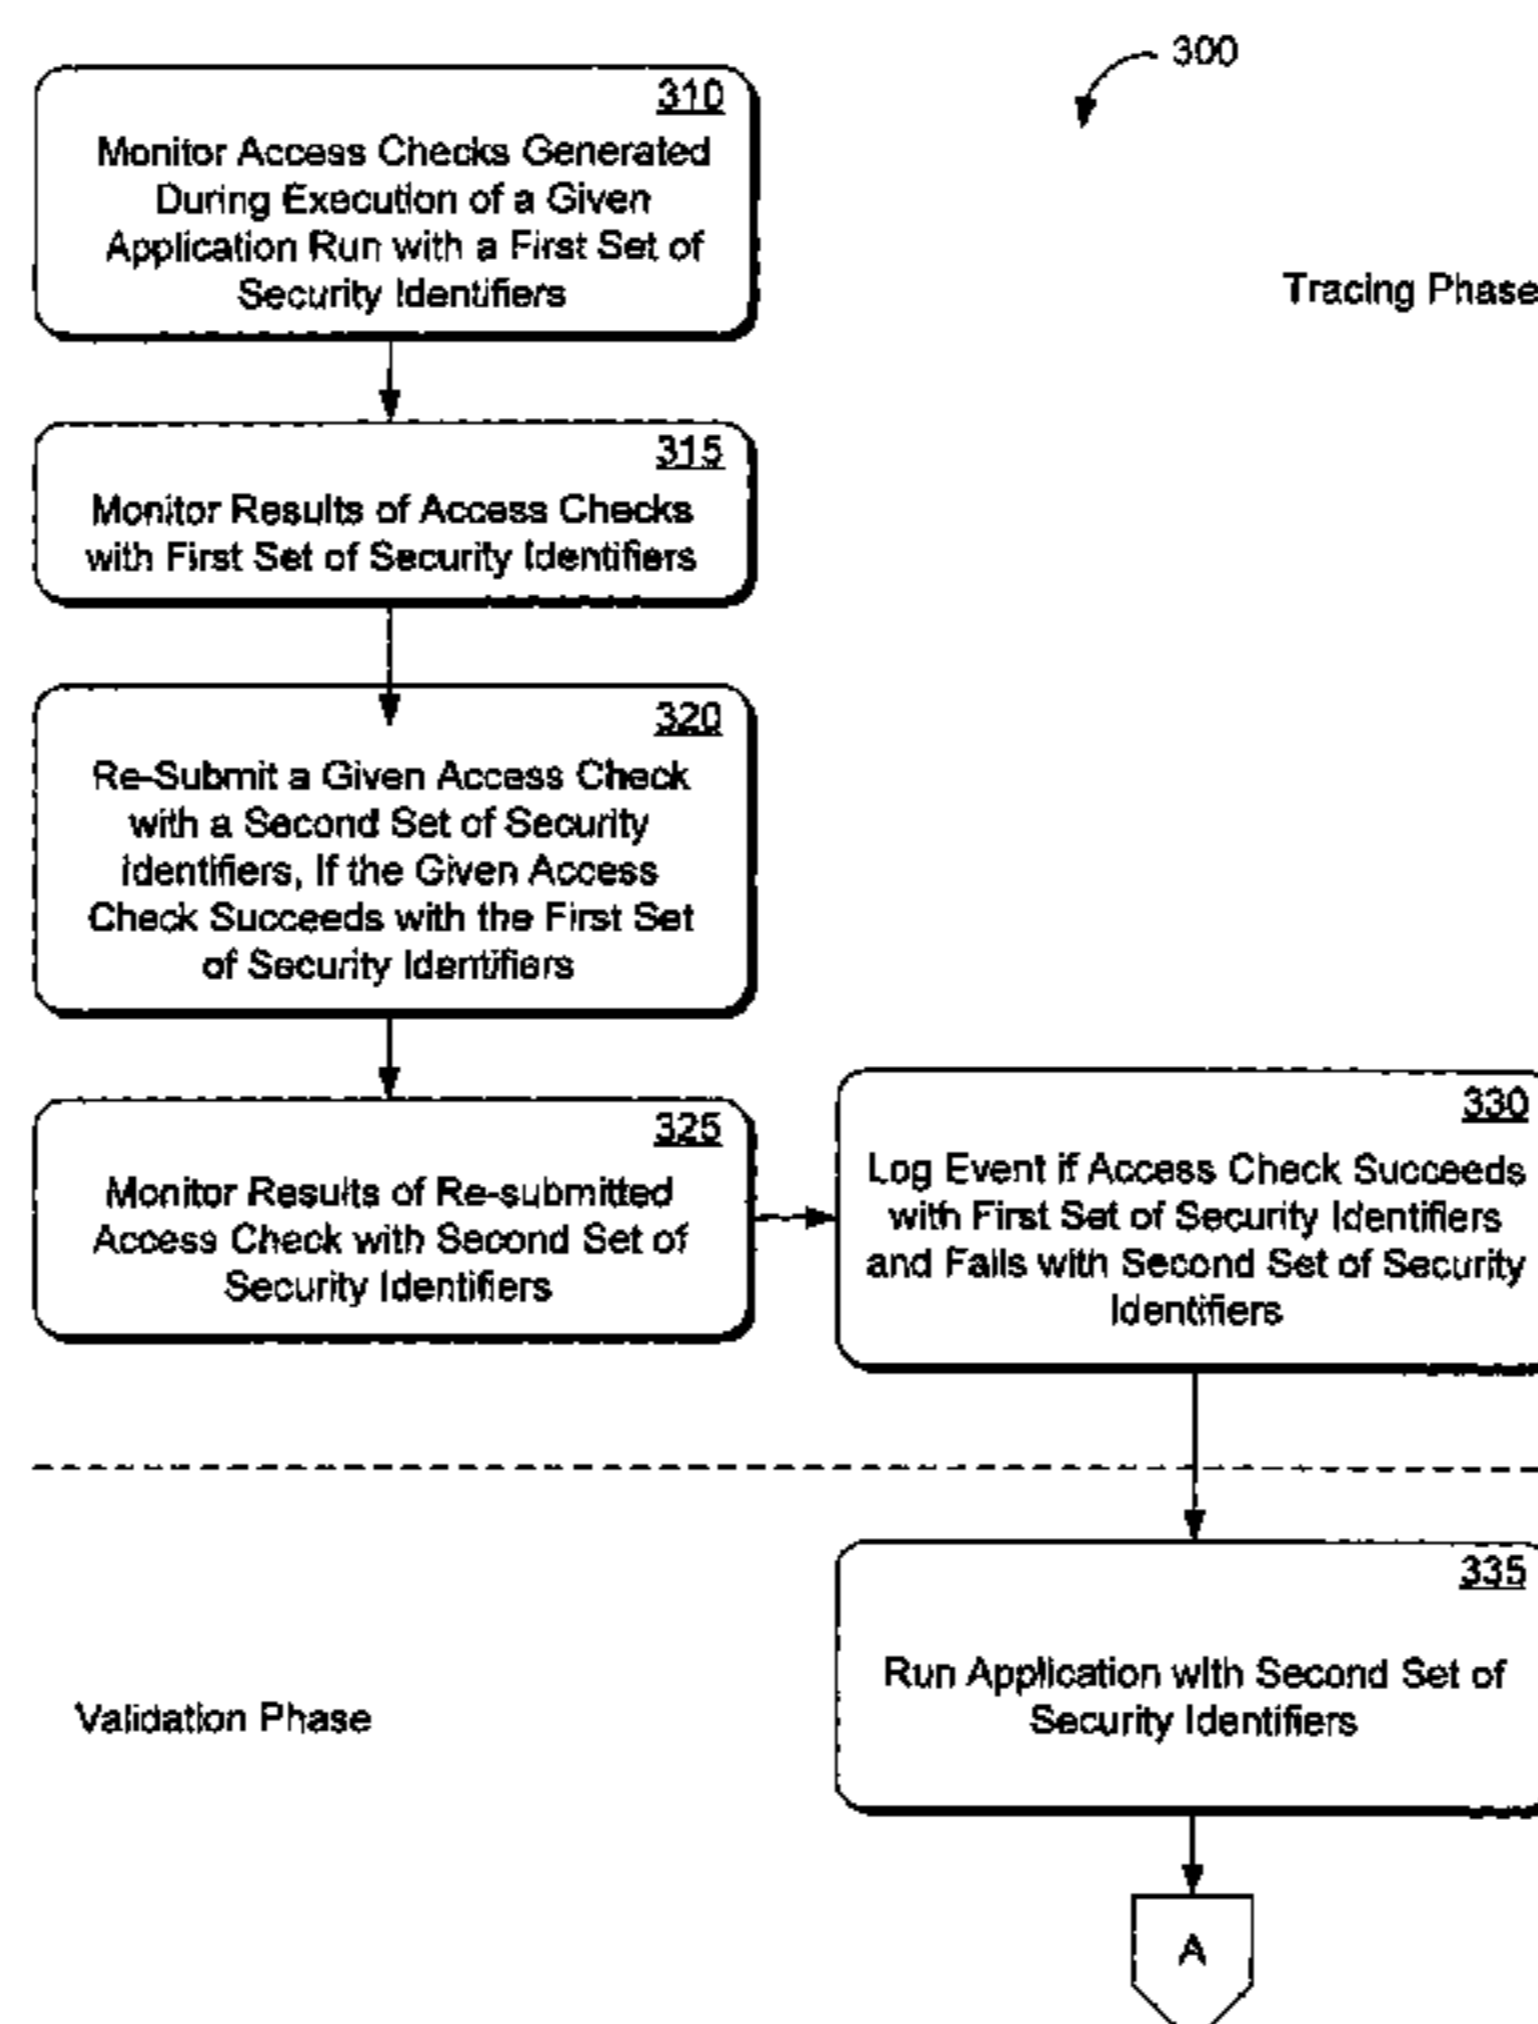 300
310
Monitor Access Checks Generated
During Execution of a Given
Application Run with a First Set of
Security Identifiers
Tracing Phase
315
Monitor Results of Access Checks
with First Set of Security Identifiers
320
Re-Submit a Given Access Check
with a Second Set of Security
Identifiers, If the Given Access
Check Succeeds with the First Set
of Security Identifiers
325
Monitor Results of Re-submitted
Access Check with Second Set of
Security Identifiers
330
Log Event if Access Check Succeeds
with First Set of Security Identifiers
and Fails with Second Set of Security
Identifiers
335
Run Application with Second Set of
Security Identifiers
Validation Phase
A